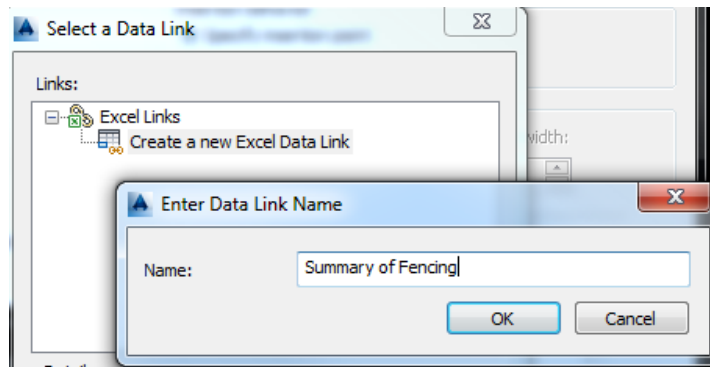 Select a Data Link
Links:
Excel Links
Create a new Excel Data Link
width:
Enter Data Link Name
Name:
Summary of Fencing
OK
Cancel